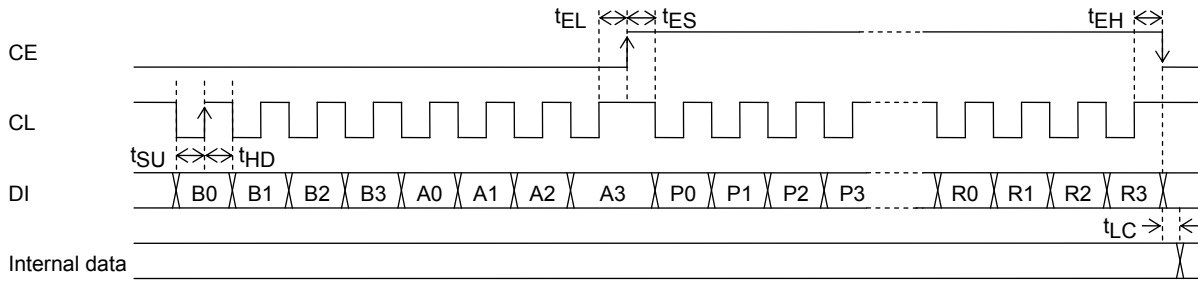 tEL tES tEH
CE
CL
tSU tHD
DI B0 B1 B2 B3 A0 A1 A2 A3 P0 P1 P2 P3 R0 R1 R2 R3
tLC
Internal data